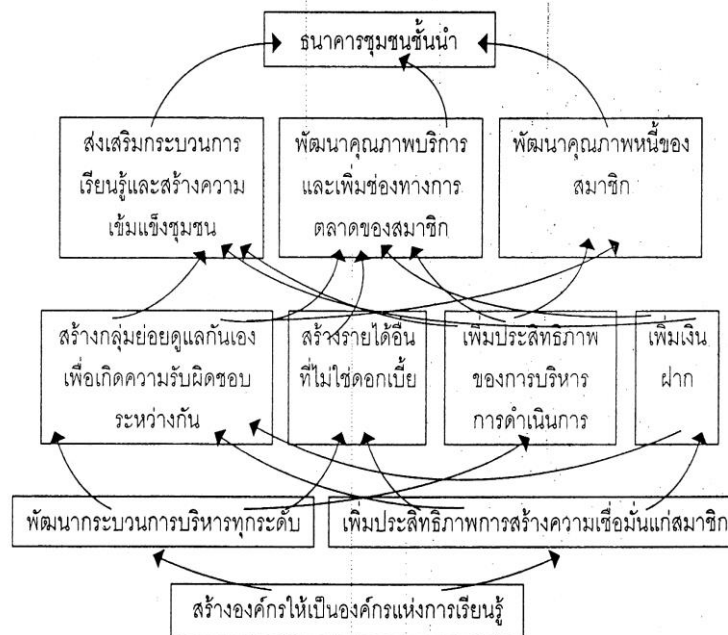 ธนาคารชุมชนชั้นนำ
ส่งเสริมกระบวนการ
เรียนรู้และสร้างความ
เข้มแข็งชุมชน
พัฒนาคุณภาพบริการ
และเพิ่มช่องทางการ
ตลาดของสมาชิก
พัฒนาคุณภาพหนี้ของ
สมาชิก
สร้างกลุ่มย่อยดูแลกันเอง
เพื่อเกิดความรับผิดชอบ
ระหว่างกัน
สร้างรายได้อื่น
ที่ไม่ใช่ดอกเบี้ย
เพิ่มประสิทธิภาพ
ของการบริหาร
การดำเนินการ
เพิ่มเงิน
ฝาก
พัฒนากระบวนการบริหารทุกระดับ
เพิ่มประสิทธิภาพการสร้างความเชื่อมั่นแก่สมาชิก
สร้างองค์กรให้เป็นองค์กรแห่งการเรียนรู้